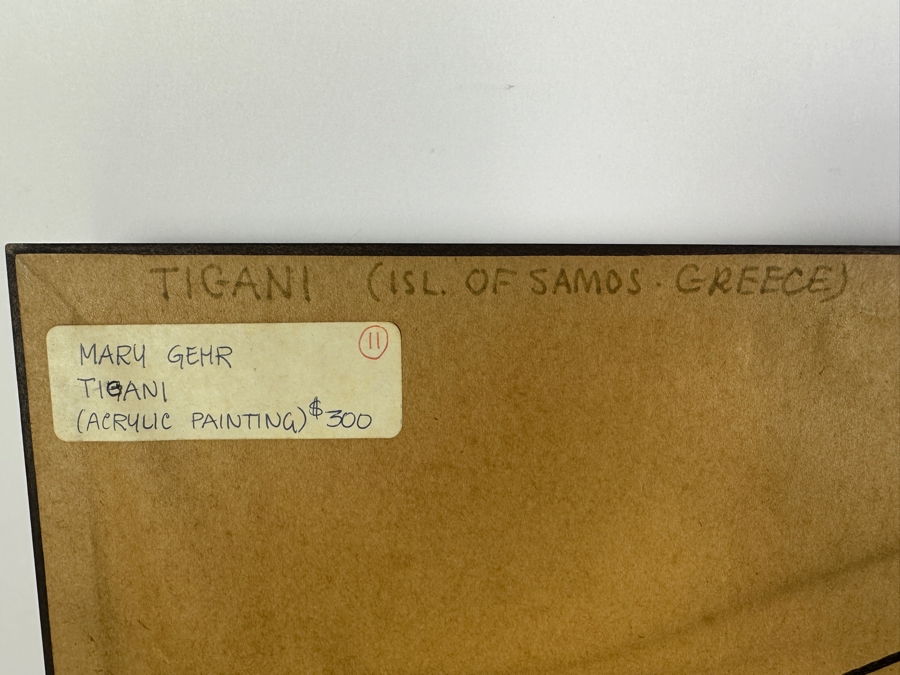 TIGANI (ISL. OF SAMOS · GREECE)
11
MARY GEHR
TIGANI
(ACRYLIC PAINTING) $300